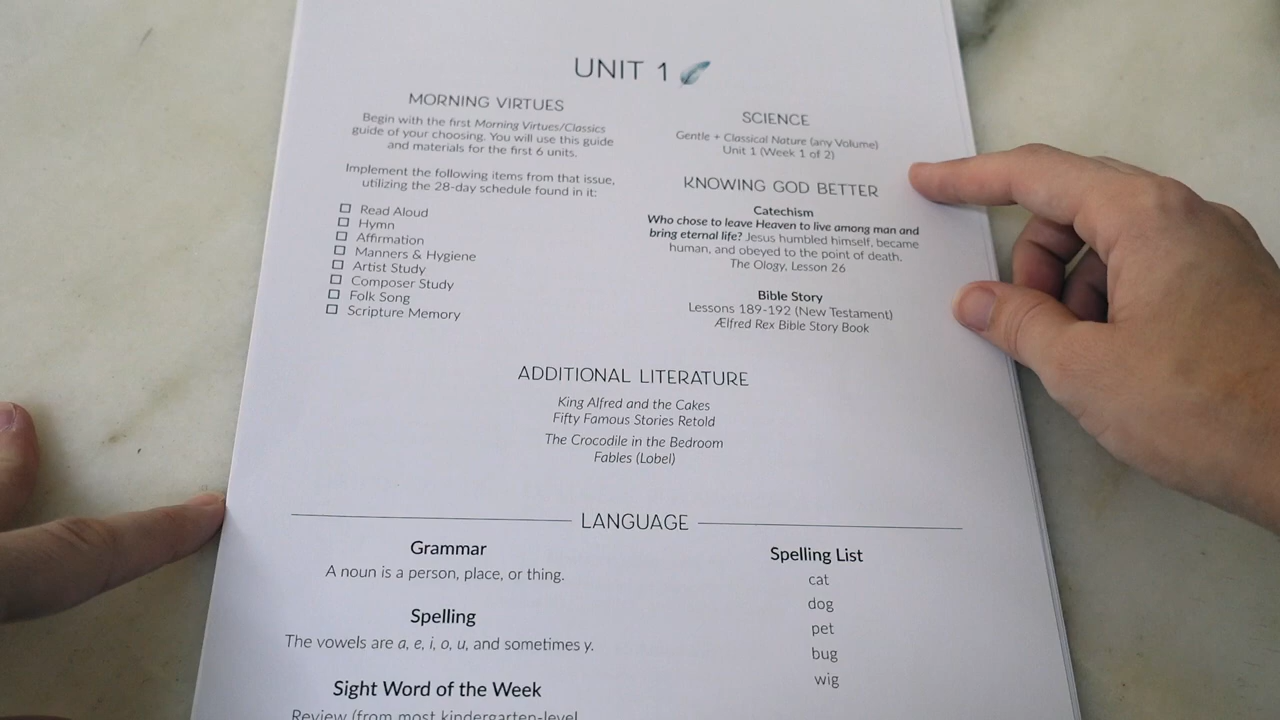 UNIT 1
MORNING VIRTUES
Begin with the first Morning Virtues/Classics
guide of your choosing. You will use this guide
and materials for the first 6 units.
Implement the following items from that issue,
utilizing the 28-day schedule found in it:
☐ Read Aloud
☐ Hymn
☐ Affirmation
☐ Manners & Hygiene
☐ Artist Study
☐ Composer Study
☐ Folk Song
☐ Scripture Memory
SCIENCE
Gentle + Classical Nature (any Volume)
Unit 1 (Week 1 of 2)
KNOWING GOD BETTER
Catechism
Who chose to leave Heaven to live among man and
bring eternal life? Jesus humbled himself, became
human, and obeyed to the point of death.
The Ology, Lesson 26
Bible Story
Lessons 189-192 (New Testament)
Ælfred Rex Bible Story Book
ADDITIONAL LITERATURE
King Alfred and the Cakes
Fifty Famous Stories Retold
The Crocodile in the Bedroom
Fables (Lobel)
LANGUAGE
Grammar
A noun is a person, place, or thing.
Spelling
The vowels are a, e, i, o, u, and sometimes y.
Sight Word of the Week
Review (from most kindergarten-level
Spelling List
cat
dog
pet
bug
wig